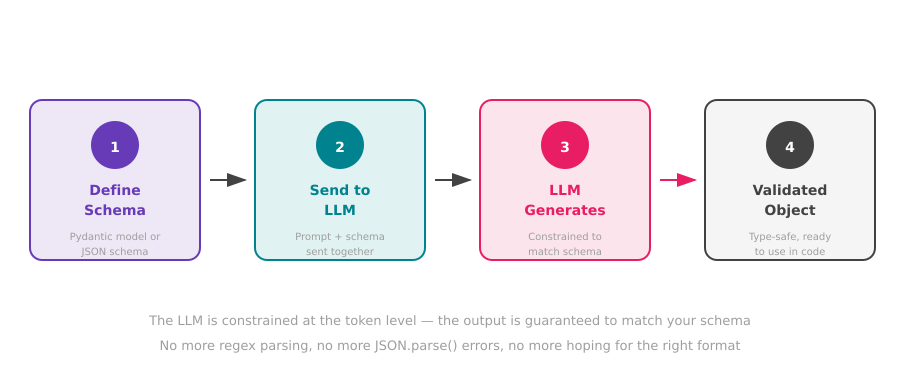 1
Define
Schema
Pydantic model or
JSON schema
2
Send to
LLM
Prompt + schema
sent together
3
LLM
Generates
Constrained to
match schema
4
Validated
Object
Type-safe, ready
to use in code
The LLM is constrained at the token level — the output is guaranteed to match your schema
No more regex parsing, no more JSON.parse() errors, no more hoping for the right format